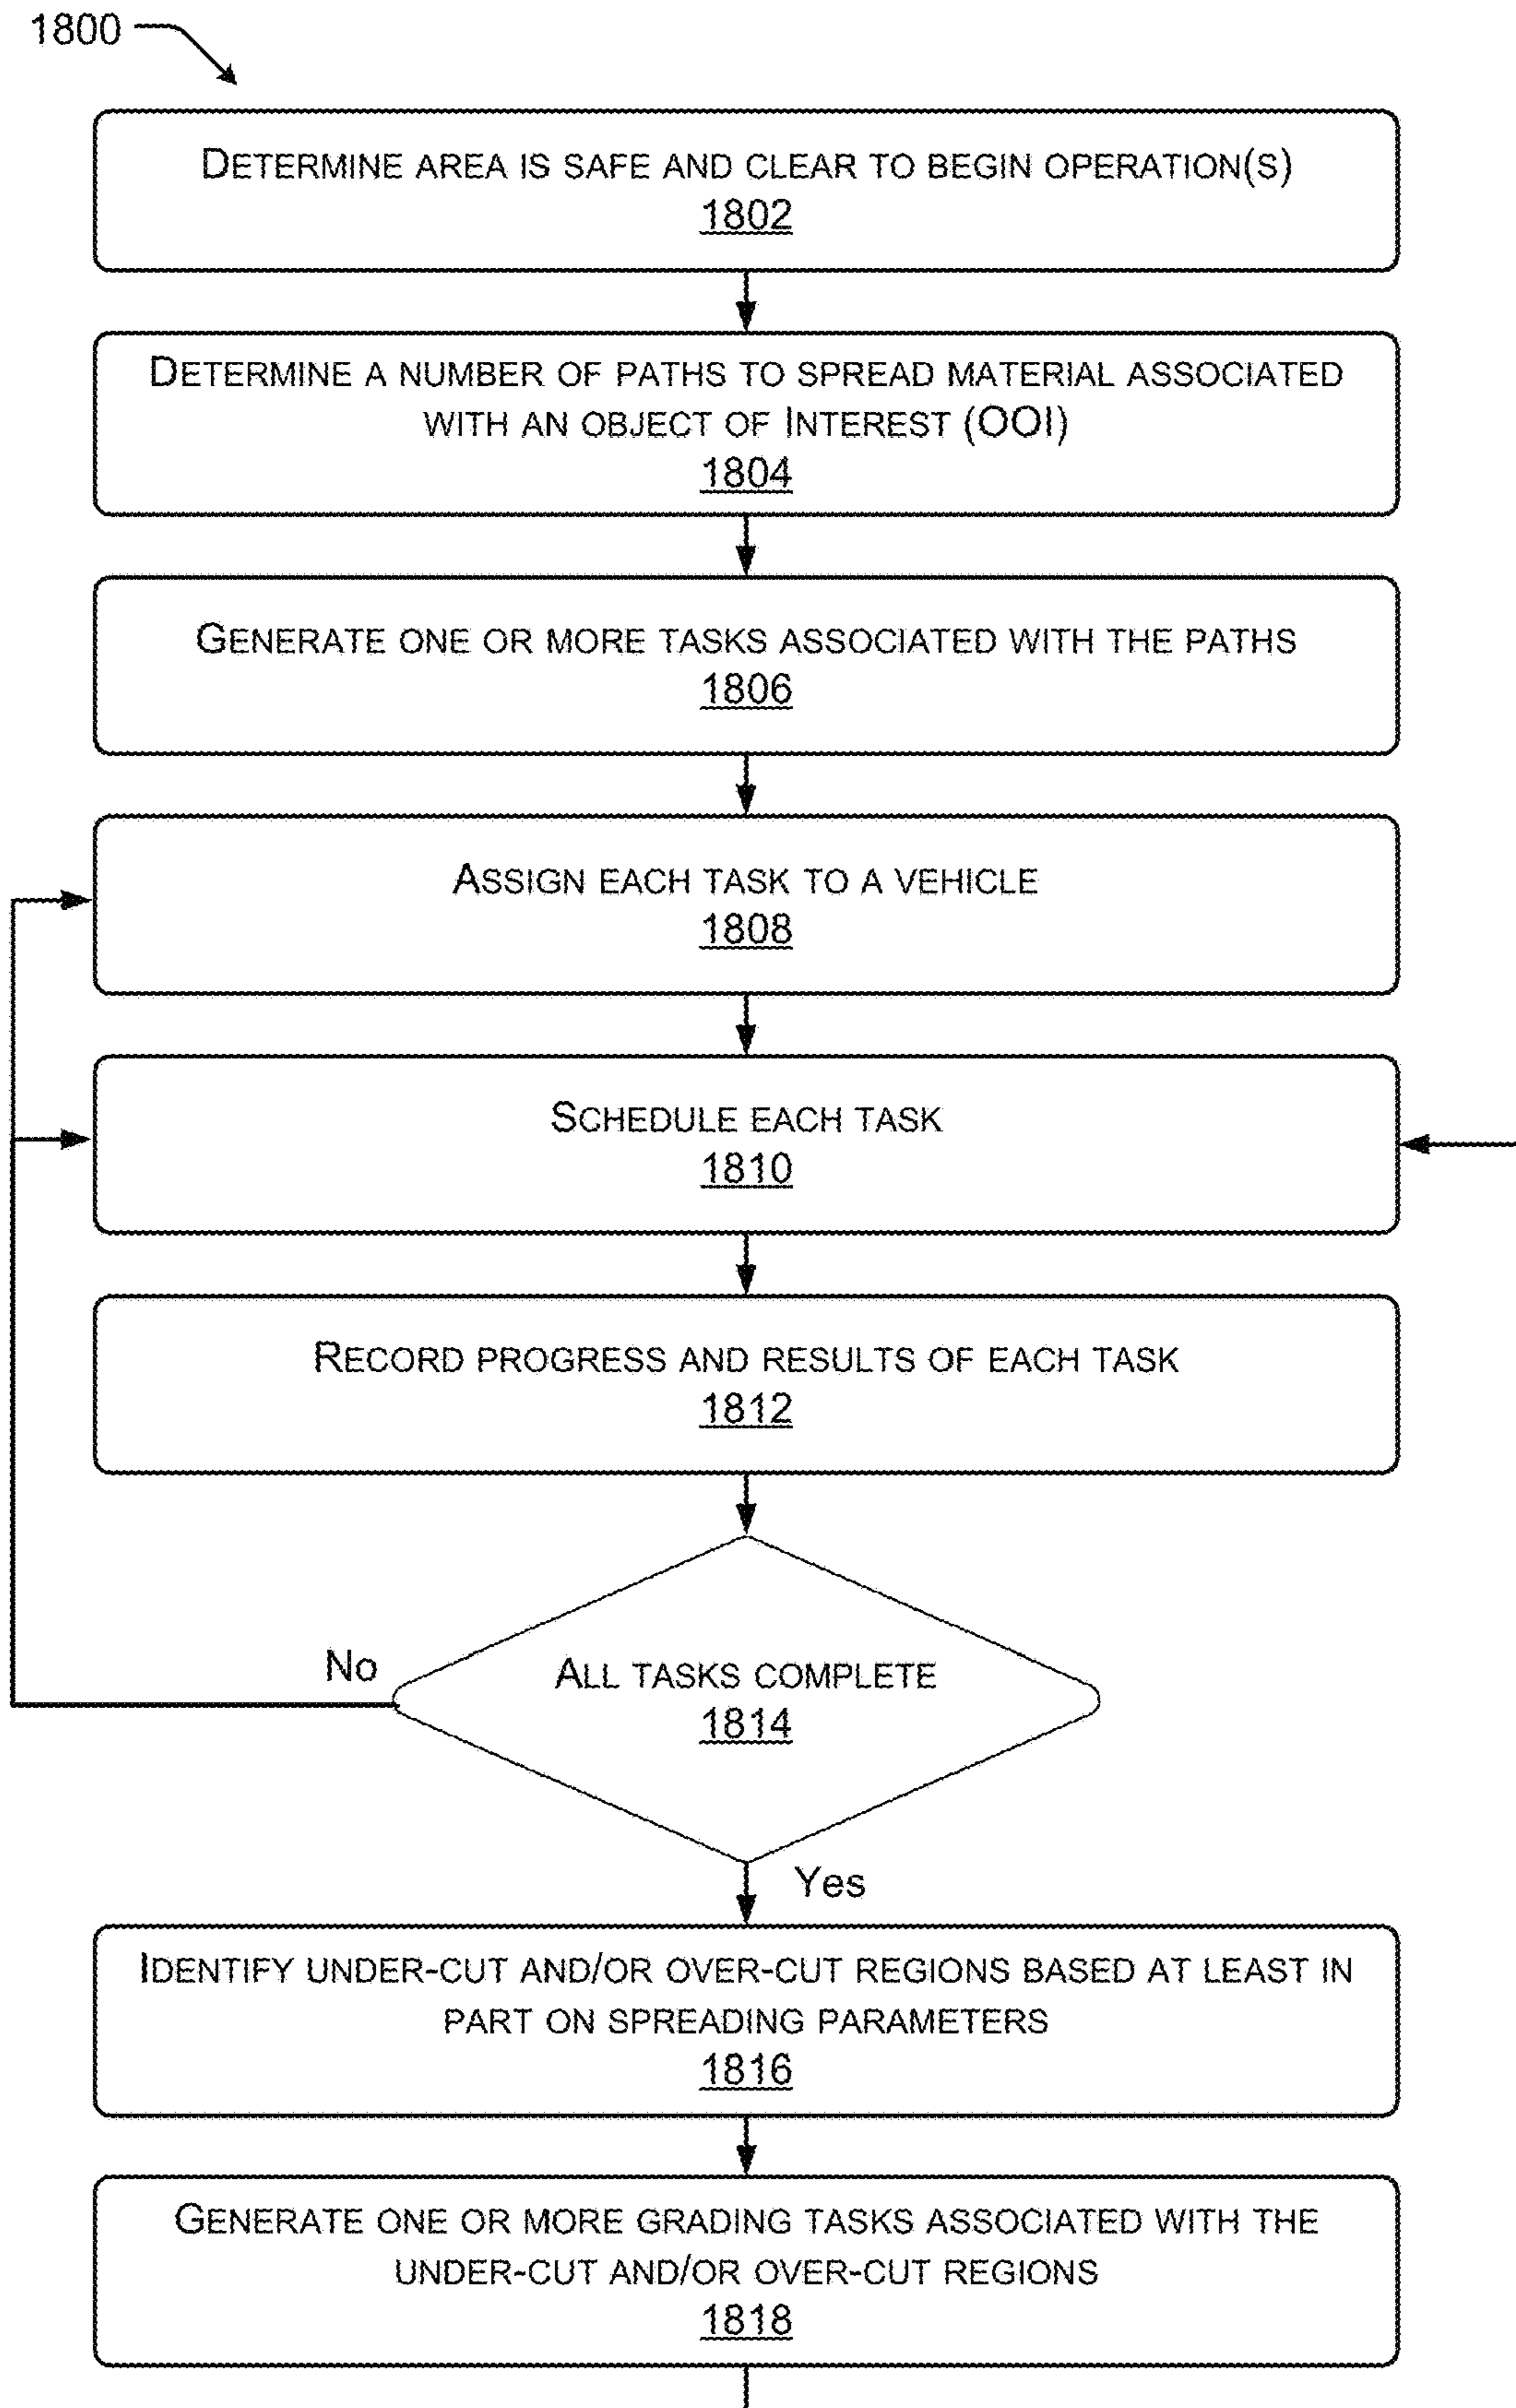 1800
DETERMINE AREA IS SAFE AND CLEAR TO BEGIN OPERATION(S)
1802
DETERMINE A NUMBER OF PATHS TO SPREAD MATERIAL ASSOCIATED
WITH AN OBJECT OF INTEREST (OOI)
1804
GENERATE ONE OR MORE TASKS ASSOCIATED WITH THE PATHS
1806
ASSIGN EACH TASK TO A VEHICLE
1808
SCHEDULE EACH TASK
1810
RECORD PROGRESS AND RESULTS OF EACH TASK
1812
No
ALL TASKS COMPLETE
1814
Yes
IDENTIFY UNDER-CUT AND/OR OVER-CUT REGIONS BASED AT LEAST IN
PART ON SPREADING PARAMETERS
1816
GENERATE ONE OR MORE GRADING TASKS ASSOCIATED WITH THE
UNDER-CUT AND/OR OVER-CUT REGIONS
1818